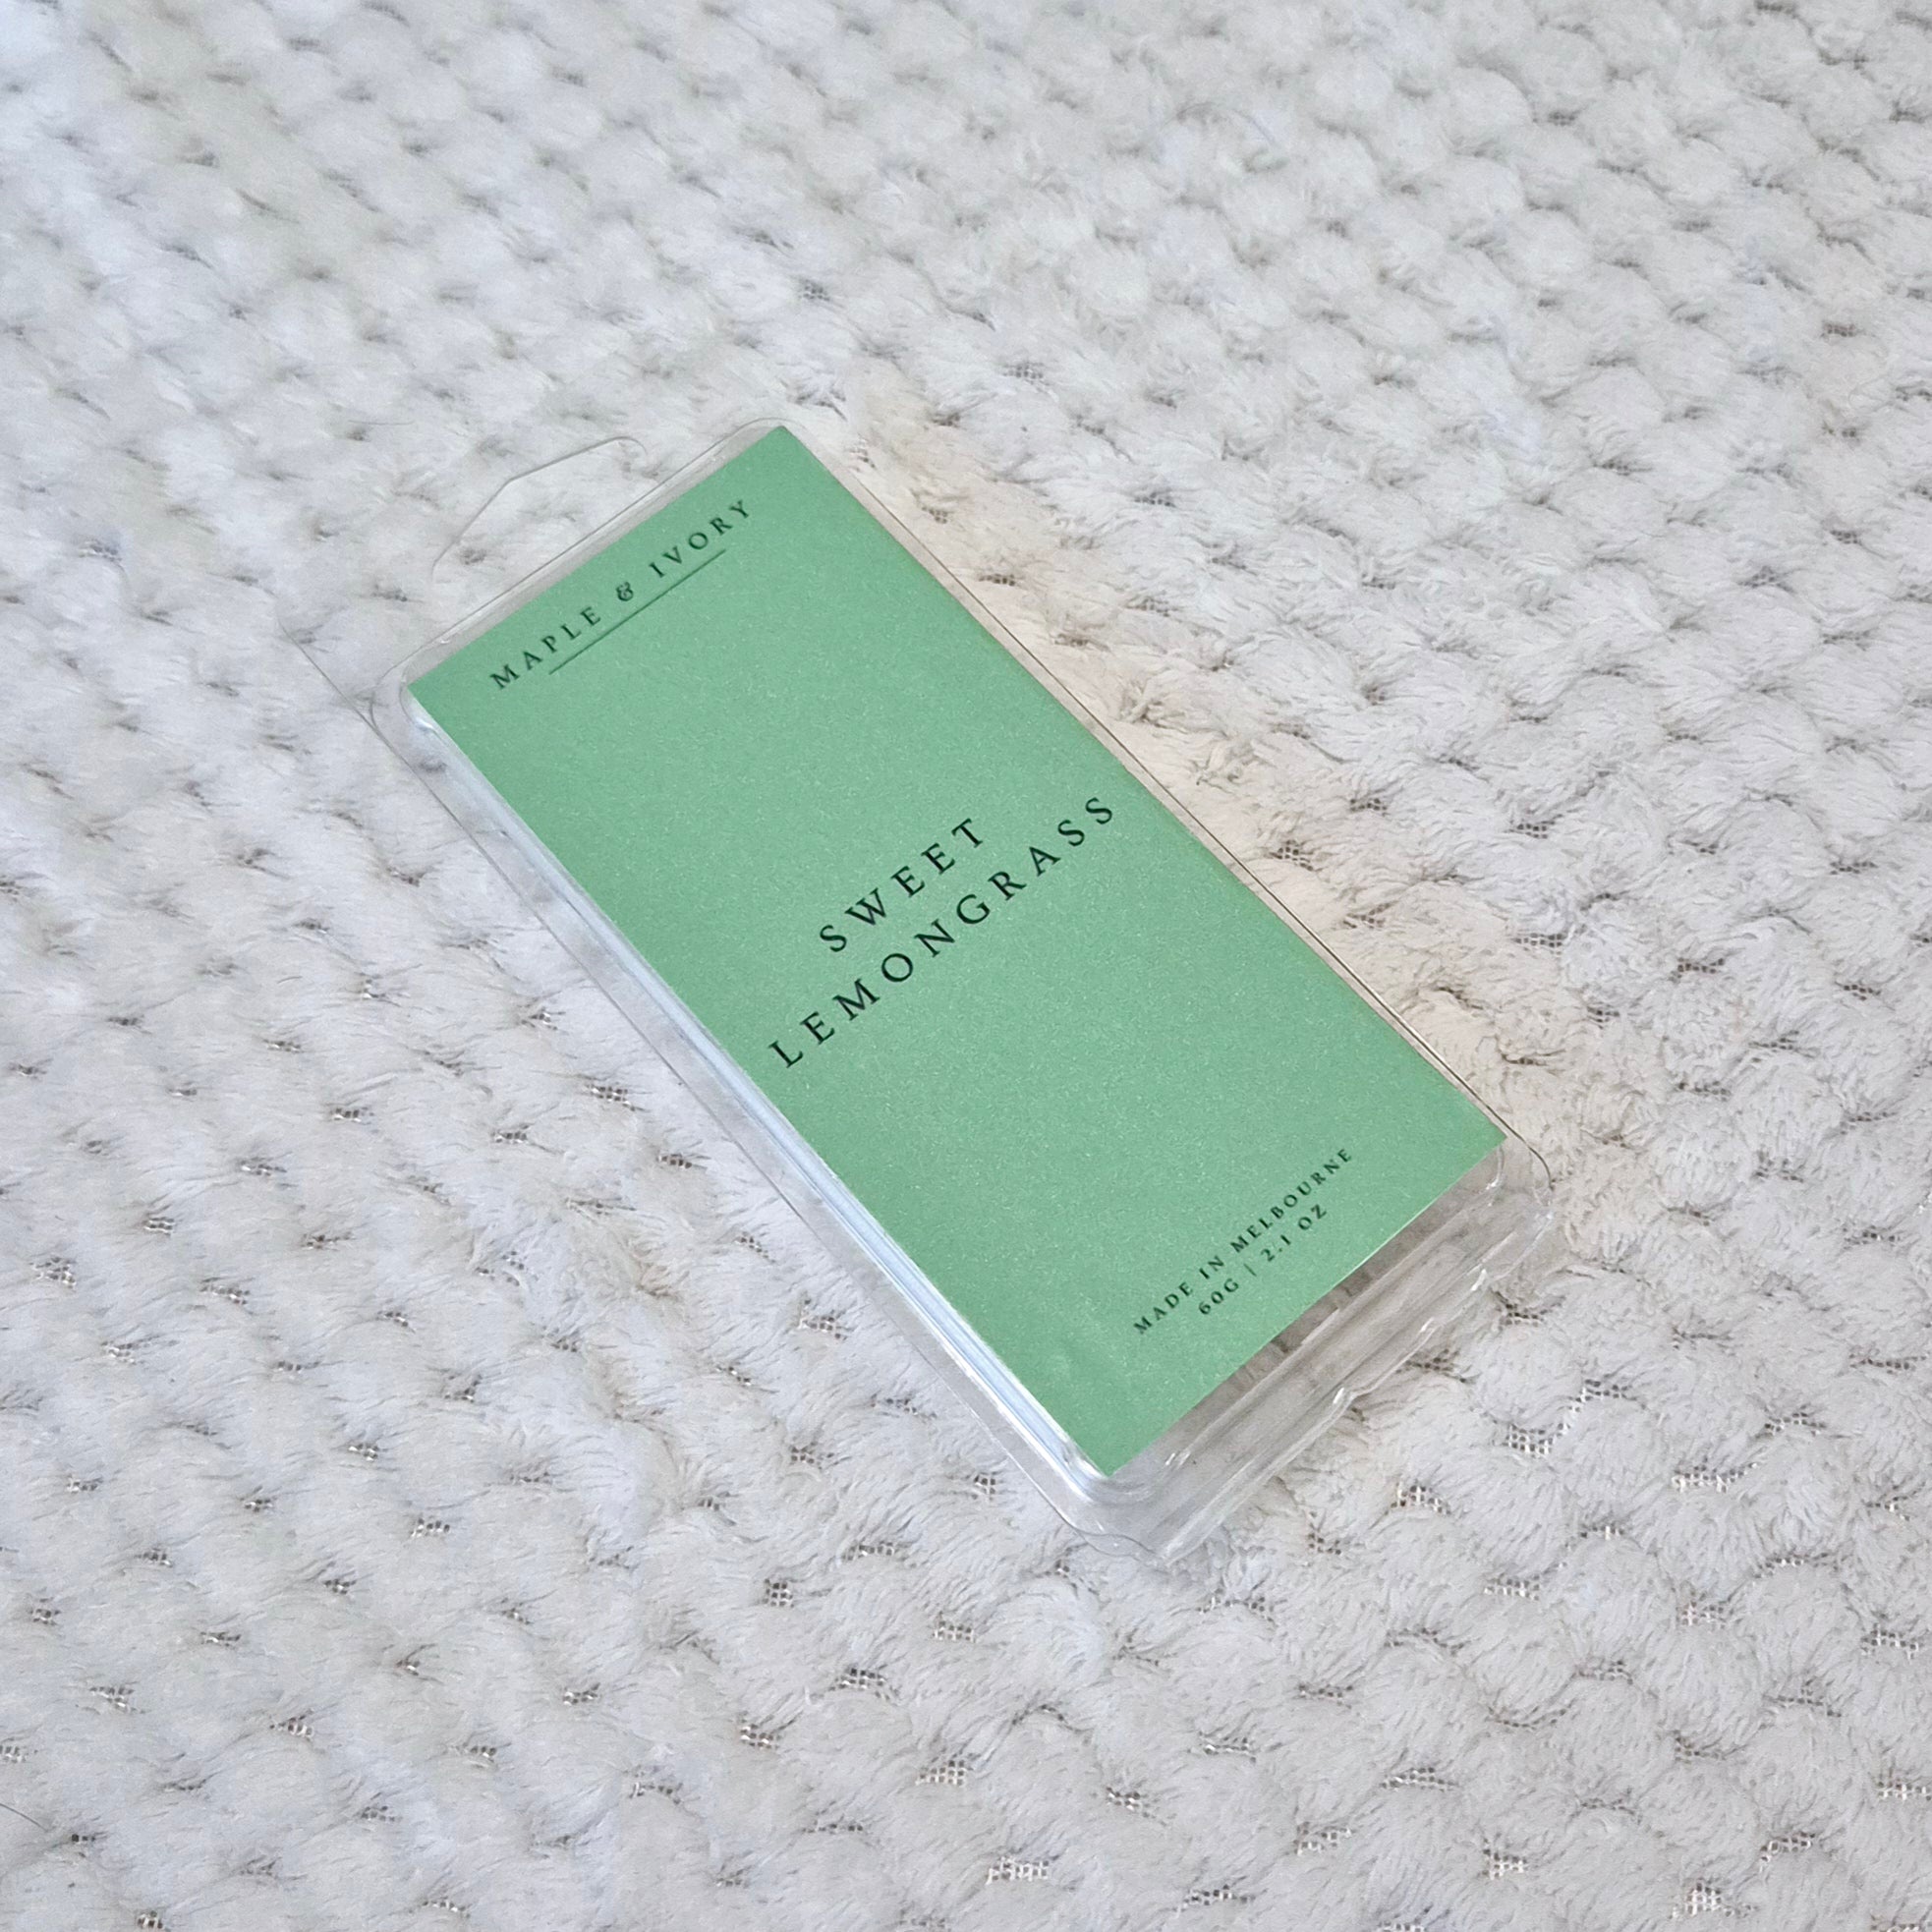 MAPLE & IVORY
SWEET
LEMONGRASS
MADE IN MELBOURNE
60G | 2.1 OZ